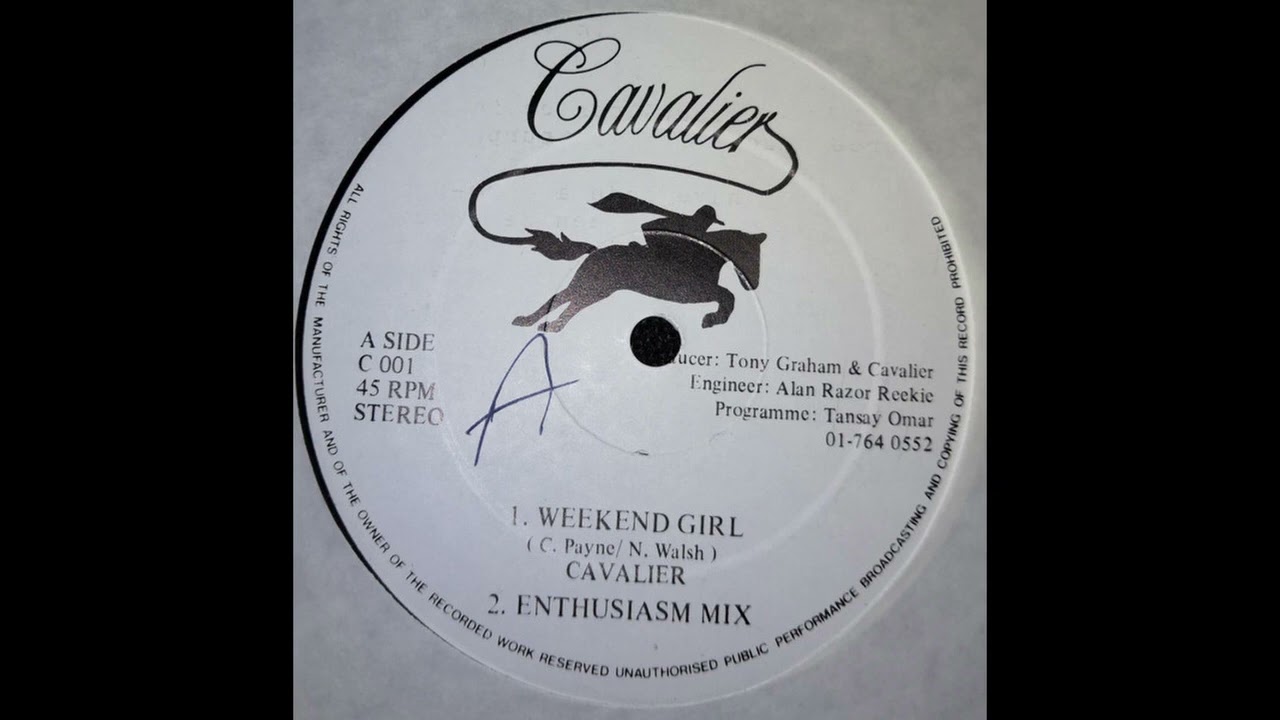 Cavalier
A SIDE
C 001
45 RPM
STEREO
A
ucer: Tony Graham & Cavalier
Engineer: Alan Razor Reekie
Programme: Tansay Omar
01-764 0552
1. WEEKEND GIRL
( C. Payne/ N. Walsh )
CAVALIER
2. ENTHUSIASM MIX
ALL RIGHTS OF THE MANUFACTURER AND OF THE OWNER OF THE RECORDED WORK RESERVED UNAUTHORISED PUBLIC PERFORMANCE BROADCASTING AND COPYING OF THIS RECORD PROHIBITED